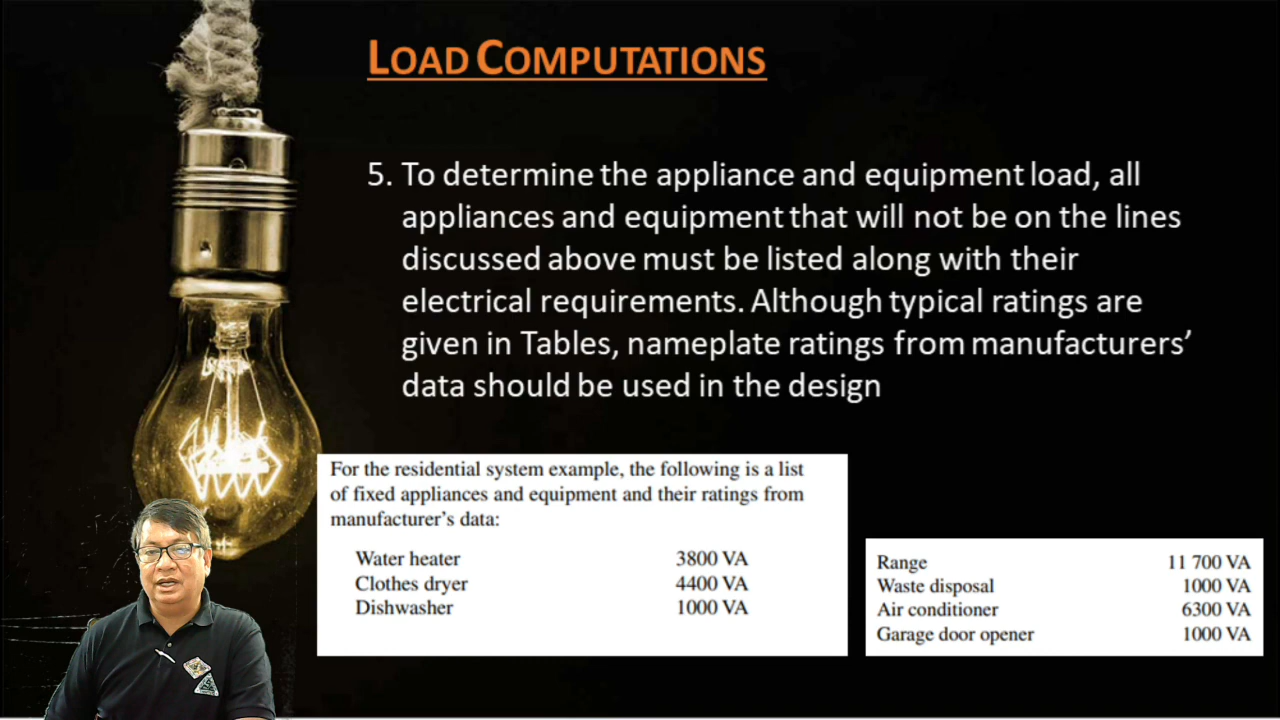 LOAD COMPUTATIONS
5. To determine the appliance and equipment load, all
appliances and equipment that will not be on the lines
discussed above must be listed along with their
electrical requirements. Although typical ratings are
given in Tables, nameplate ratings from manufacturers’
data should be used in the design
For the residential system example, the following is a list
of fixed appliances and equipment and their ratings from
manufacturer’s data:
Water heater 3800 VA
Clothes dryer 4400 VA
Dishwasher 1000 VA
Range 11 700 VA
Waste disposal 1000 VA
Air conditioner 6300 VA
Garage door opener 1000 VA